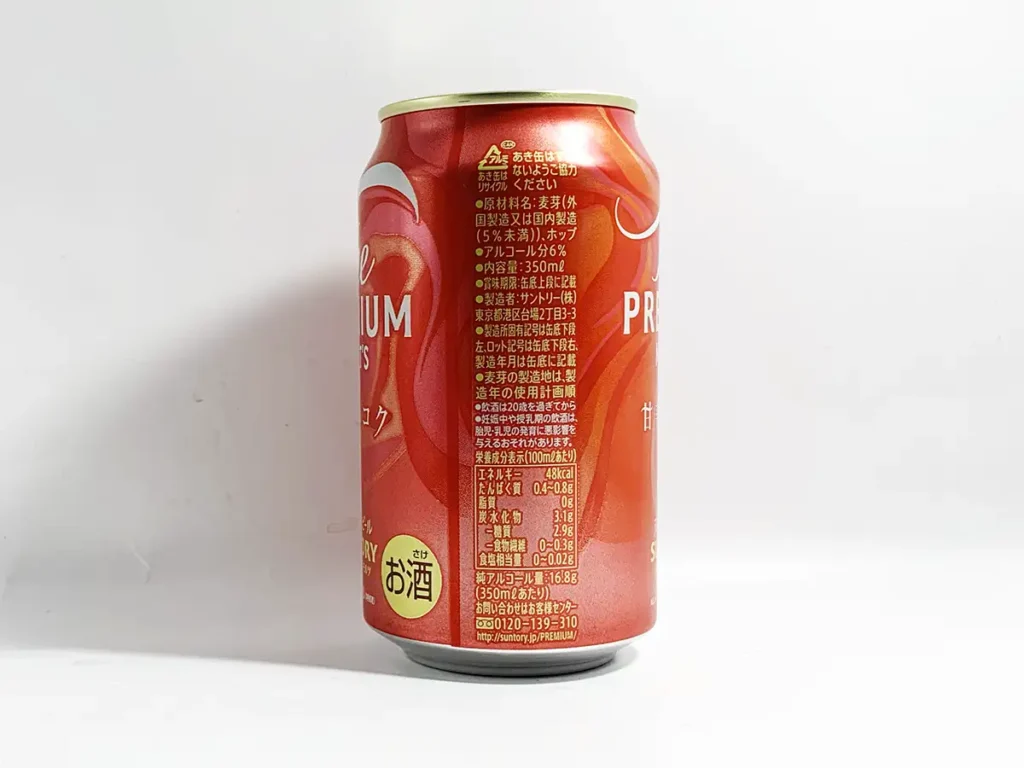 アルミ
あき缶は
リサイクル
あき缶は
ないようご協力
ください
●原材料名:麦芽(外
国製造又は国内製造
(5%未満))、ホップ
●アルコール分6%
●内容量:350mℓ
●賞味期限:缶底上段に記載
●製造者:サントリー(株)
東京都港区台場2丁目3-3
●製造所固有記号は缶底下段
左、ロット記号は缶底下段右、
製造年月は缶底に記載
●麦芽の製造地は、製
造年の使用計画順
●飲酒は20歳を過ぎてから
●妊娠中や授乳期の飲酒は、
胎児・乳児の発育に悪影響を
与えるおそれがあります。
栄養成分表示(100mℓあたり)
エネルギー 48kcal
たんぱく質 0.4~0.8g
脂質 0g
炭水化物 3.1g
-糖質 2.9g
-食物繊維 0~0.3g
食塩相当量 0~0.02g
純アルコール量:16.8g
(350mℓあたり)
お問い合わせはお客様センター
0120-139-310
http://suntory.jp/PREMIUM/
e
IUM
'S
コク
ール
ORY
さけ
お酒
PRE
甘
S